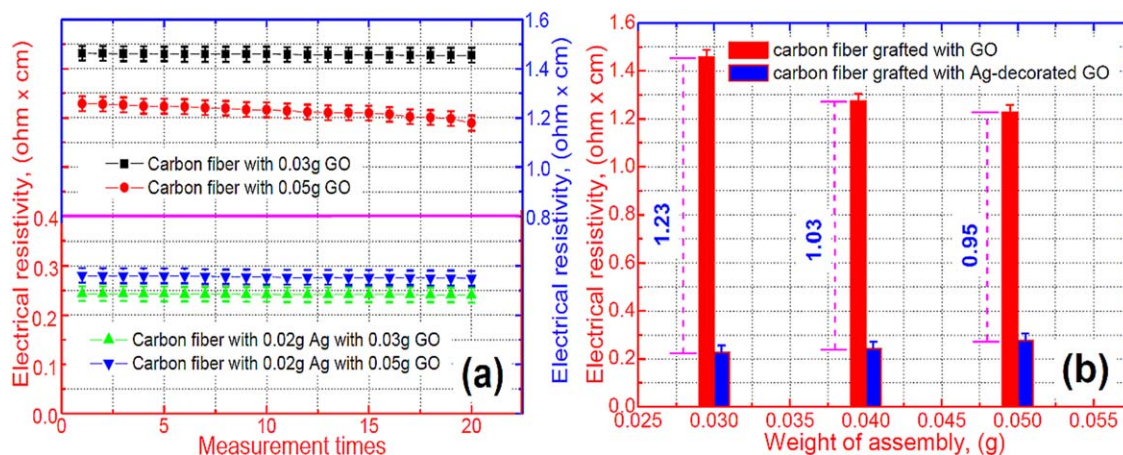 Electrical resistivity, (ohm x cm)
0.4
0.3
0.2
0.1
0.0
Carbon fiber with 0.03g GO
Carbon fiber with 0.05g GO
Carbon fiber with 0.02g Ag with 0.03g GO
Carbon fiber with 0.02g Ag with 0.05g GO
(a)
0 5 10 15 20
Measurement times
1.6
1.4
1.2
1.0
0.8
Electrical resistivity, (ohm x cm)
Electrical resistivity, (ohm x cm)
1.6
1.4
1.2
1.0
0.8
0.6
0.4
0.2
0.0
carbon fiber grafted with GO
carbon fiber grafted with Ag-decorated GO
1.23
1.03
0.95
(b)
0.025 0.030 0.035 0.040 0.045 0.050 0.055
Weight of assembly, (g)